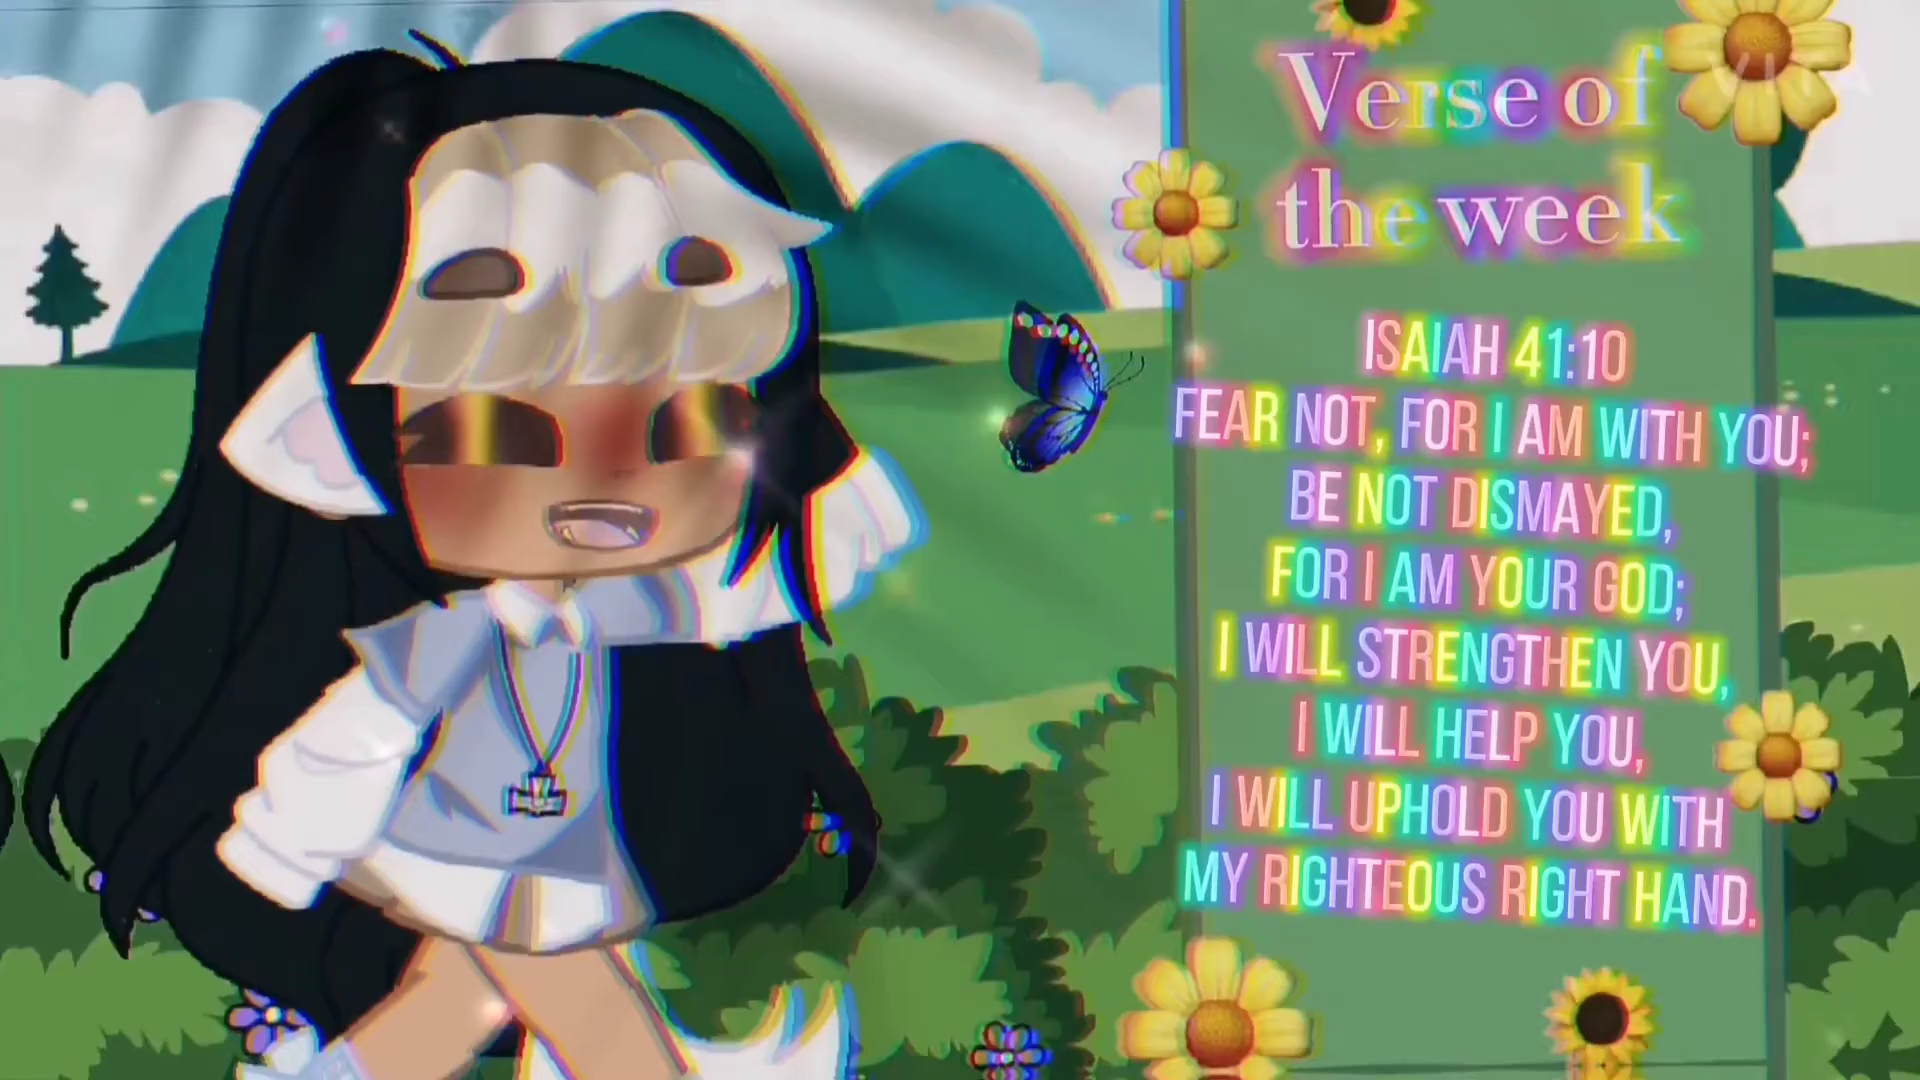 Verse of
the week
ISAIAH 41:10
FEAR NOT, FOR I AM WITH YOU;
BE NOT DISMAYED,
FOR I AM YOUR GOD;
I WILL STRENGTHEN YOU,
I WILL HELP YOU,
I WILL UPHOLD YOU WITH
MY RIGHTEOUS RIGHT HAND.